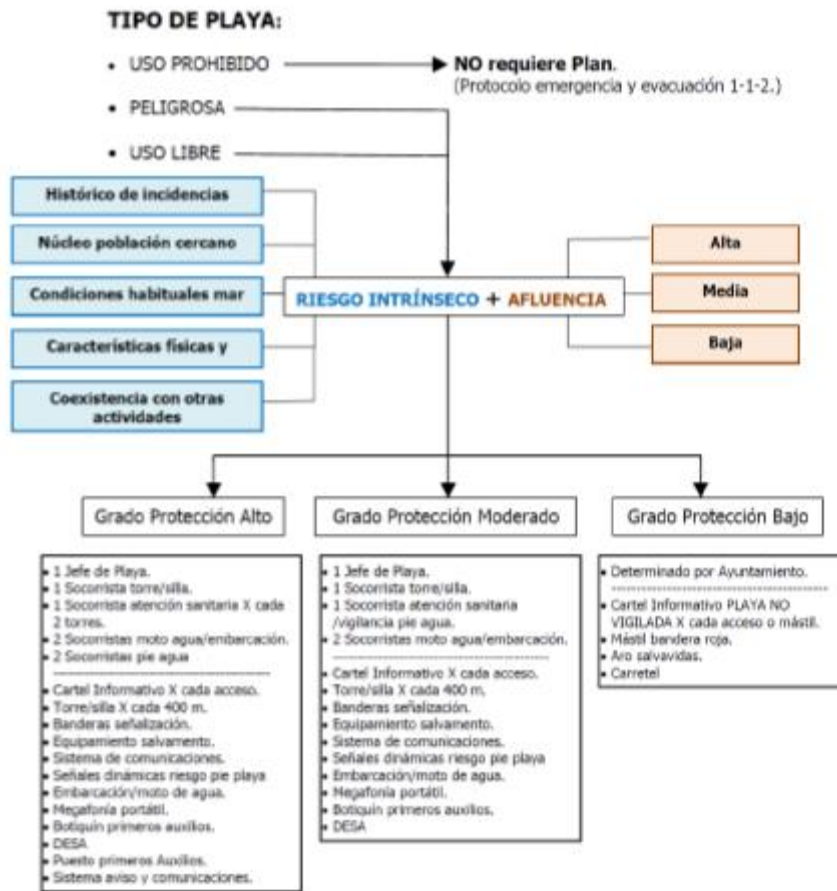 TIPO DE PLAYA:
• USO PROHIBIDO
NO requiere Plan.
(Protocolo emergencia y evacuación 1-1-2.)
• PELIGROSA
• USO LIBRE
Histórico de incidencias
Núcleo población cercano
Condiciones habituales mar
Características físicas y
Coexistencia con otras
actividades
RIESGO INTRÍNSECO + AFLUENCIA
Alta
Media
Baja
Grado Protección Alto
• 1 Jefe de Playa.
• 1 Socorrista torre/silla.
• 1 Socorrista atención sanitaria X cada
2 torres.
• 2 Socorristas moto agua/embarcación.
• 2 Socorristas pie agua
----------------------------------------
• Cartel Informativo X cada acceso.
• Torre/silla X cada 400 m.
• Banderas señalización.
• Equipamiento salvamento.
• Sistema de comunicaciones.
• Señales dinámicas riesgo pie playa
• Embarcación/moto de agua.
• Megafonía portátil.
• Botiquín primeros auxilios.
• DESA
• Puesto primeros Auxilios.
• Sistema aviso y comunicaciones.
Grado Protección Moderado
• 1 Jefe de Playa.
• 1 Socorrista torre/silla.
• 1 Socorrista atención sanitaria
/vigilancia pie agua.
• 2 Socorristas moto agua/embarcación.
----------------------------------------
• Cartel Informativo X cada acceso.
• Torre/silla X cada 400 m.
• Banderas señalización.
• Equipamiento salvamento.
• Sistema de comunicaciones.
• Señales dinámicas riesgo pie playa
• Embarcación/moto de agua.
• Megafonía portátil.
• Botiquín primeros auxilios.
• DESA
Grado Protección Bajo
• Determinado por Ayuntamiento.
----------------------------------------
• Cartel Informativo PLAYA NO
VIGILADA X cada acceso o mástil.
• Mástil bandera roja.
• Aro salvavidas.
• Carretel